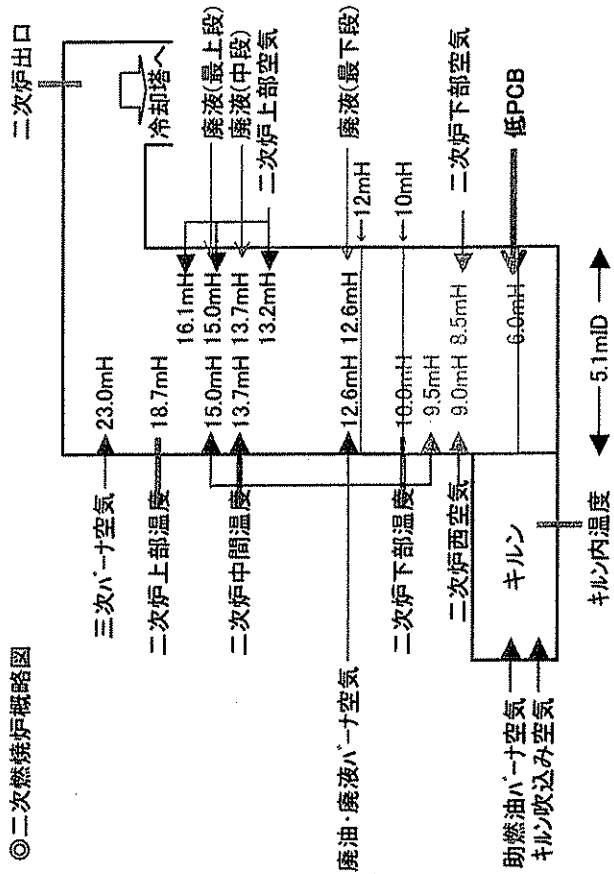 ◎二次燃焼炉概略図
二次炉出口
冷却塔へ
三次バーナ空気
23.0mH
二次炉上部温度
18.7mH
16.1mH
15.0mH
15.0mH
廃液(最上段)
二次炉中間温度
13.7mH
13.7mH
廃液(中段)
13.2mH
二次炉上部空気
廃油・廃液バーナ空気
12.6mH
12.6mH
廃液(最下段)
←12mH
二次炉下部温度
10.0mH
←10mH
9.5mH
二次炉西空気
9.0mH
8.5mH
二次炉下部空気
6.0mH
低PCB
キルン
助燃油バーナ空気
キルン吹込み空気
キルン内温度
5.1mID